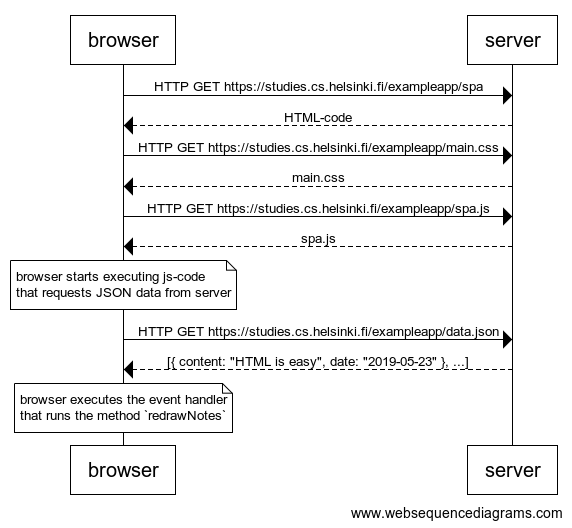 browser
server
HTTP GET https://studies.cs.helsinki.fi/exampleapp/spa
HTML-code
HTTP GET https://studies.cs.helsinki.fi/exampleapp/main.css
main.css
HTTP GET https://studies.cs.helsinki.fi/exampleapp/spa.js
spa.js
browser starts executing js-code
that requests JSON data from server
HTTP GET https://studies.cs.helsinki.fi/exampleapp/data.json
[{ content: "HTML is easy", date: "2019-05-23" }, ...]
browser executes the event handler
that runs the method `redrawNotes`
browser
server
www.websequencediagrams.com